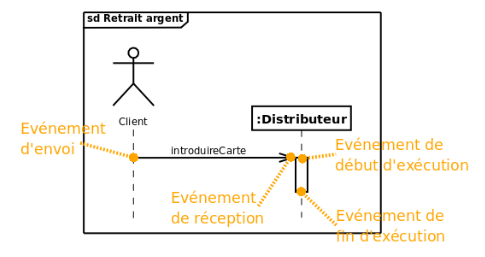 sd Retrait argent
Client
:Distributeur
Evénement
d'envoi
introduireCarte
Evénement de
début d'exécution
Evénement
de réception
Evénement de
fin d'exécution